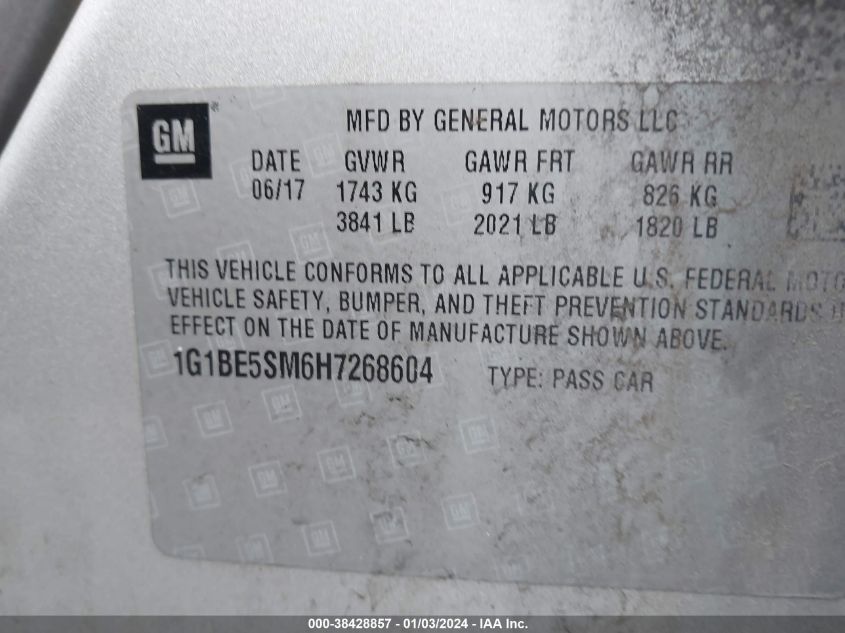 GM ® MFD BY GENERAL MOTORS LLC
DATE GVWR GAWR FRT GAWR RR
06/17 1743 KG 917 KG 826 KG
3841 LB 2021 LB 1820 LB
THIS VEHICLE CONFORMS TO ALL APPLICABLE U.S. FEDERAL MOTO
VEHICLE SAFETY, BUMPER, AND THEFT PREVENTION STANDARDS
EFFECT ON THE DATE OF MANUFACTURE SHOWN ABOVE.
1G1BE5SM6H7268604 TYPE: PASS CAR
000-38428857 - 01/03/2024 - IAA Inc.